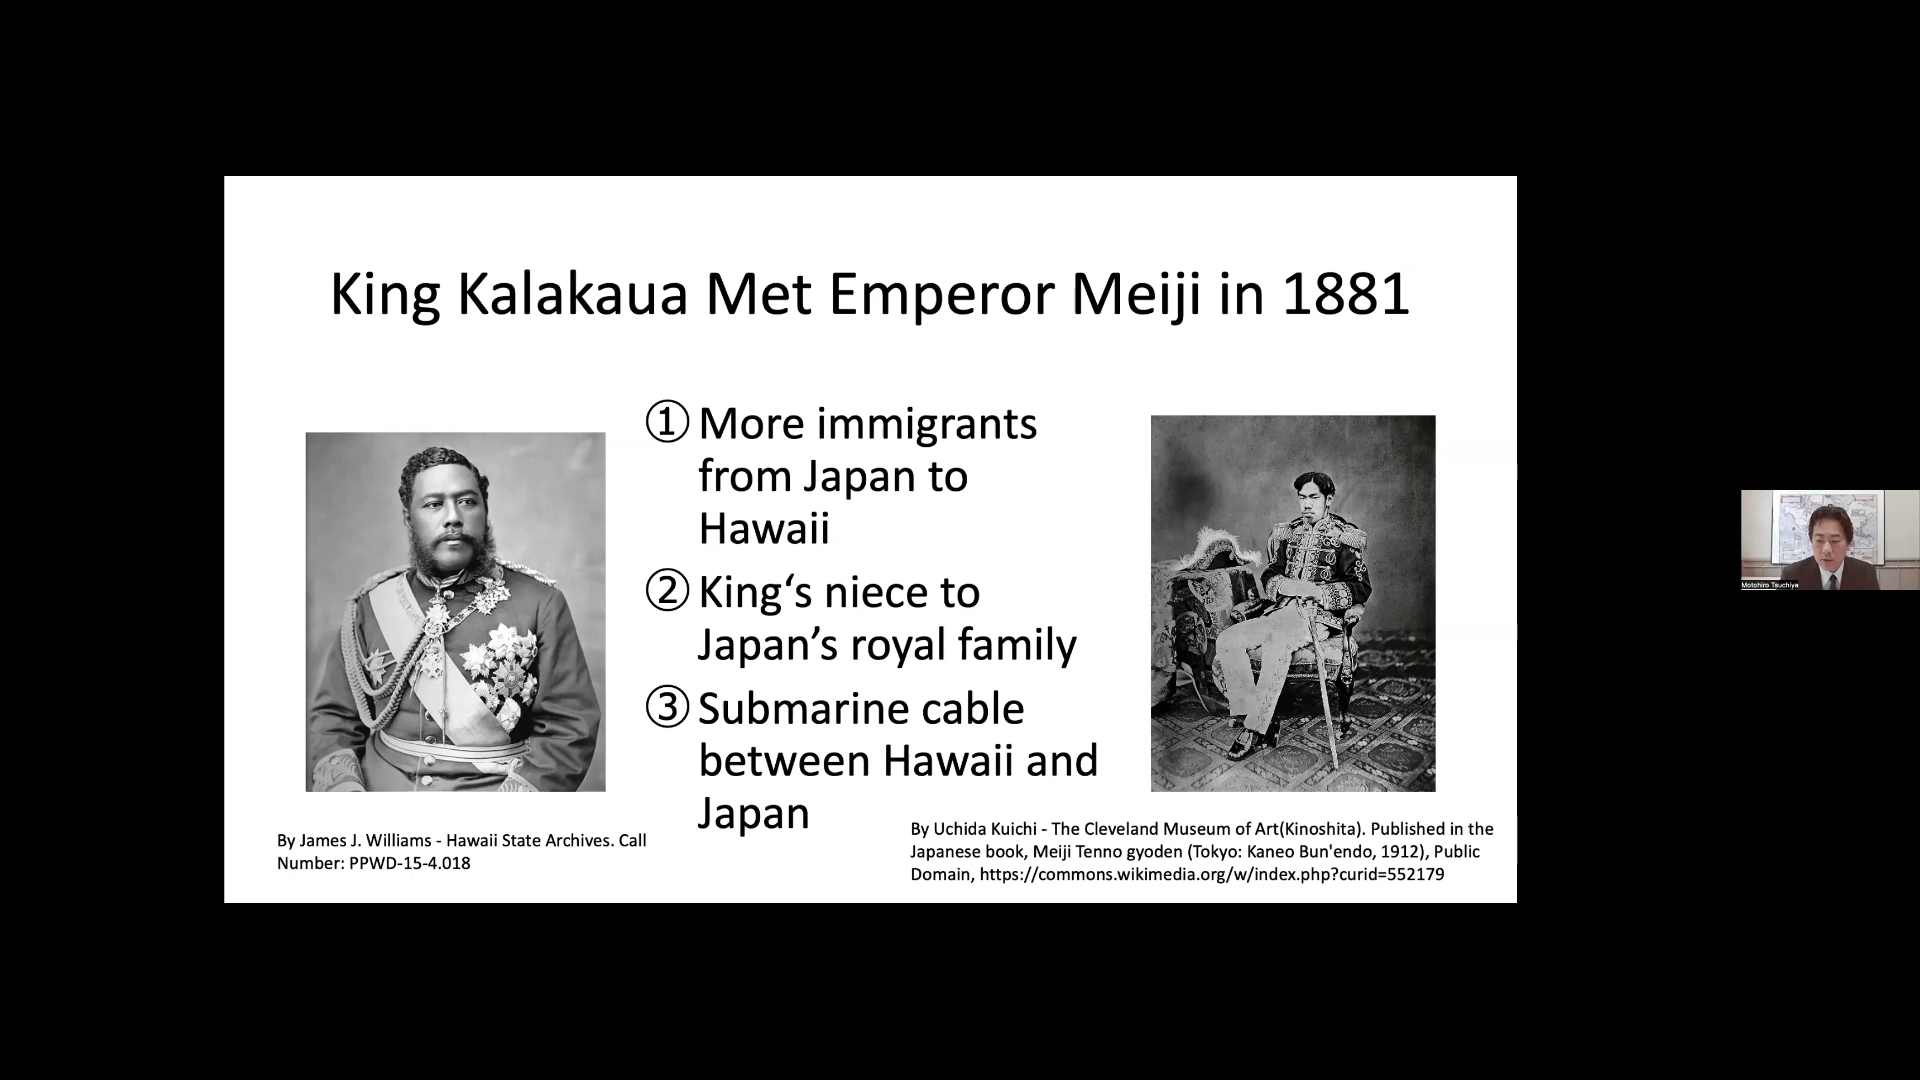 King Kalakaua Met Emperor Meiji in 1881
① More immigrants
from Japan to
Hawaii
② King‘s niece to
Japan’s royal family
③ Submarine cable
between Hawaii and
Japan
By James J. Williams - Hawaii State Archives. Call
Number: PPWD-15-4.018
By Uchida Kuichi - The Cleveland Museum of Art(Kinoshita). Published in the
Japanese book, Meiji Tenno gyoden (Tokyo: Kaneo Bun'endo, 1912), Public
Domain, https://commons.wikimedia.org/w/index.php?curid=552179
Motohiro Tsuchiya